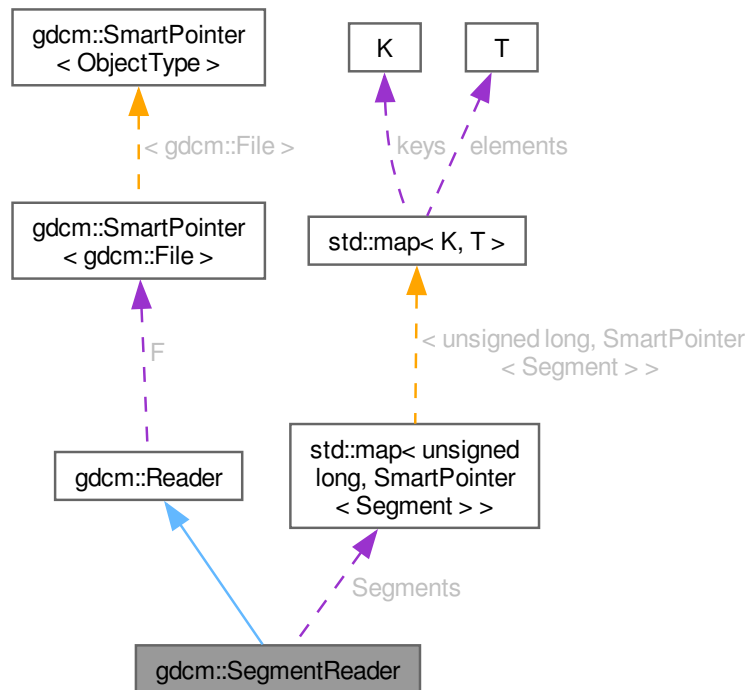 gdcm::SmartPointer
< ObjectType >
K
T
< gdcm::File >
keys
elements
gdcm::SmartPointer
< gdcm::File >
std::map< K, T >
F
< unsigned long, SmartPointer
< Segment > >
gdcm::Reader
std::map< unsigned
long, SmartPointer
< Segment > >
Segments
gdcm::SegmentReader